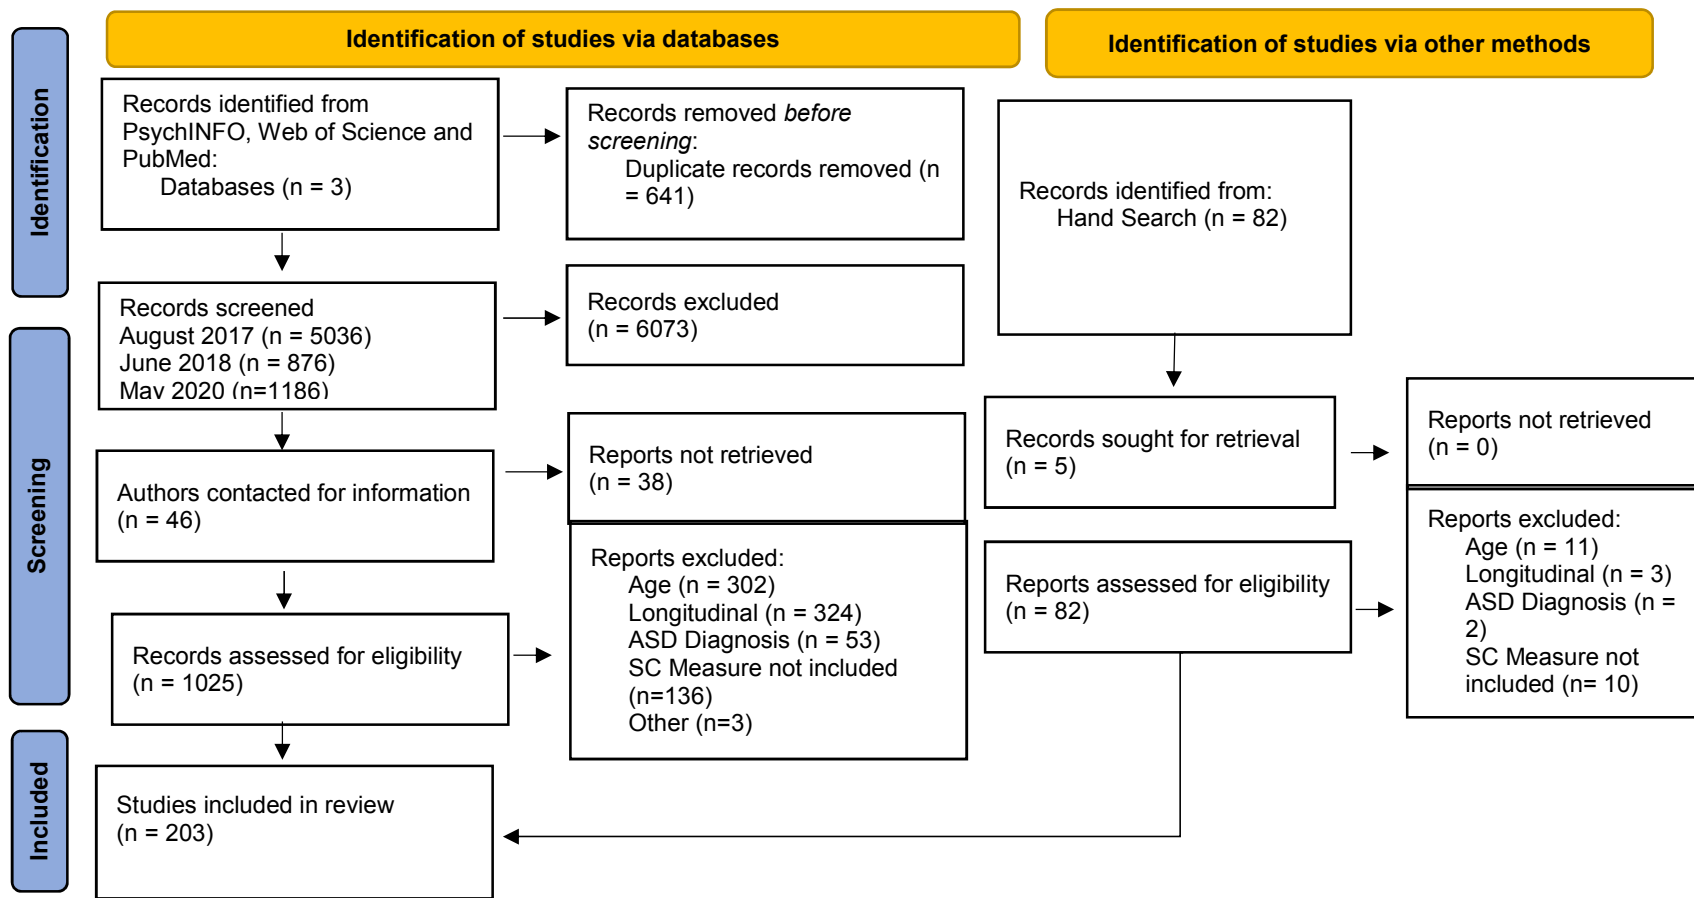 Identification of studies via databases
Identification of studies via other methods
Identification
Records identified from
PsychINFO, Web of Science and
PubMed:
Databases (n = 3)
Records removed before
screening:
Duplicate records removed (n
= 641)
Records identified from:
Hand Search (n = 82)
Records screened
August 2017 (n = 5036)
June 2018 (n = 876)
May 2020 (n=1186)
Records excluded
(n = 6073)
Screening
Authors contacted for information
(n = 46)
Reports not retrieved
(n = 38)
Records sought for retrieval
(n = 5)
Reports not retrieved
(n = 0)
Records assessed for eligibility
(n = 1025)
Reports excluded:
Age (n = 302)
Longitudinal (n = 324)
ASD Diagnosis (n = 53)
SC Measure not included
(n=136)
Other (n=3)
Reports assessed for eligibility
(n = 82)
Reports excluded:
Age (n = 11)
Longitudinal (n = 3)
ASD Diagnosis (n =
2)
SC Measure not
included (n= 10)
Included
Studies included in review
(n = 203)